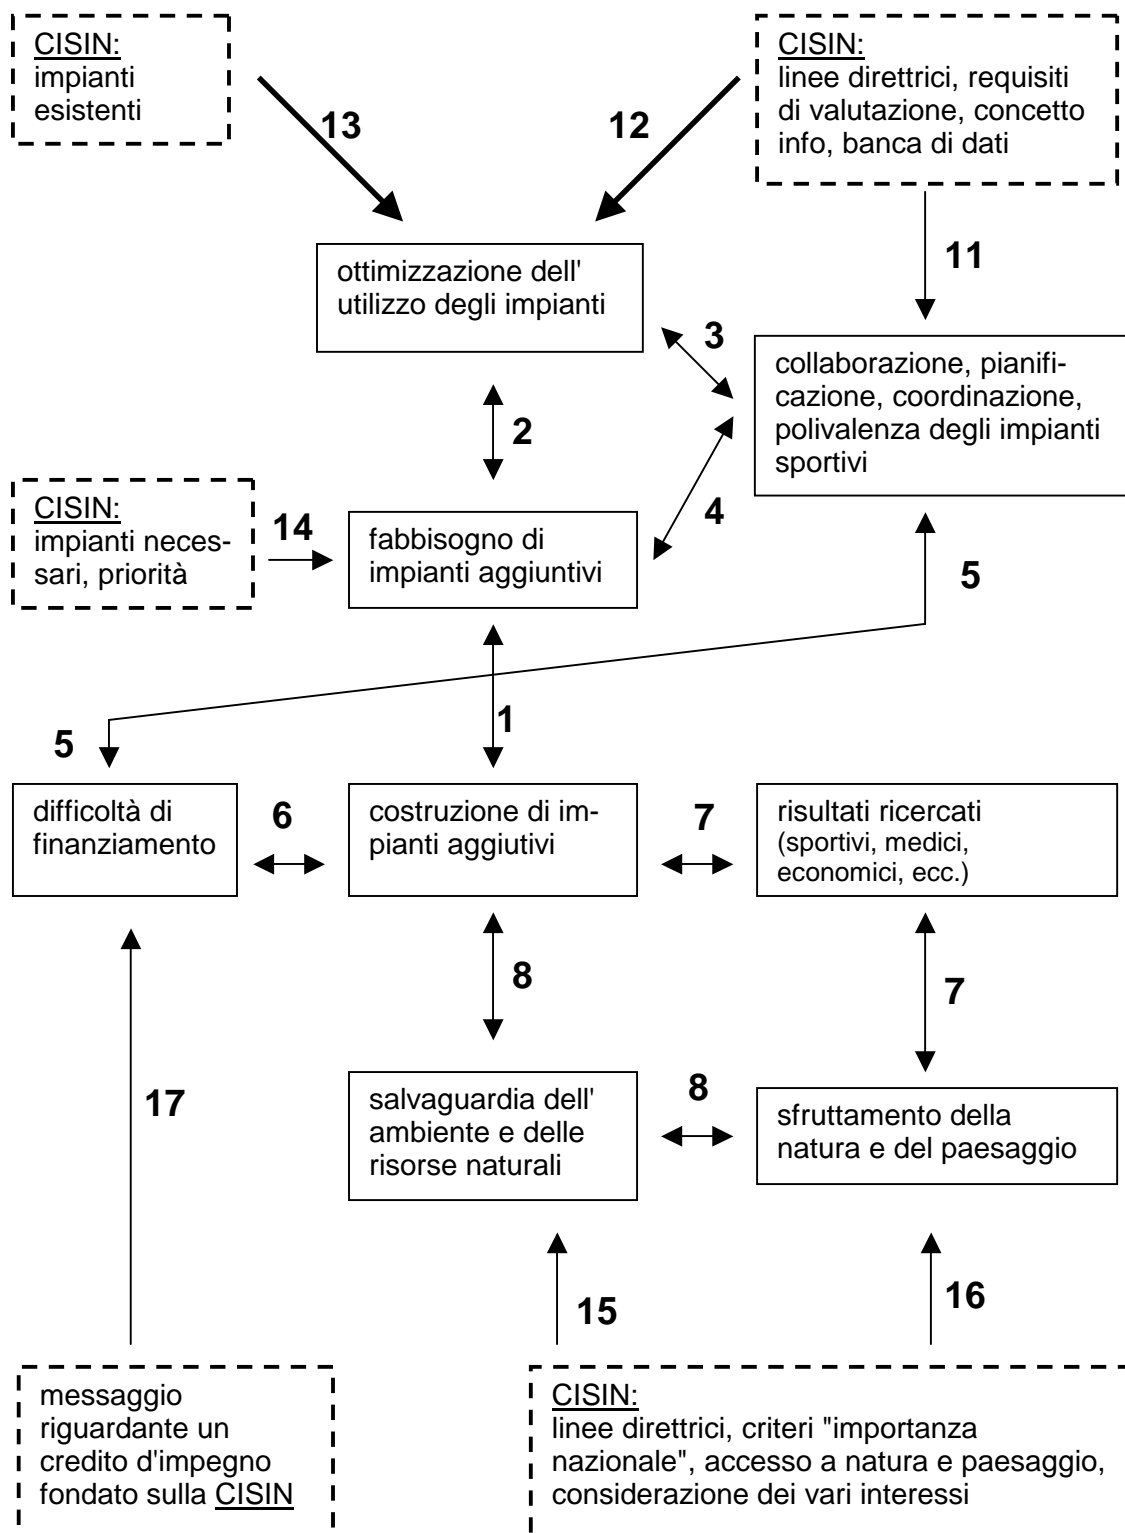 CISIN:
impianti
esistenti
CISIN:
linee direttrici, requisiti
di valutazione, concetto
info, banca di dati
13
12
11
ottimizzazione dell'
utilizzo degli impianti
3
collaborazione, pianifi-
cazione, coordinazione,
polivalenza degli impianti
sportivi
2
4
CISIN:
impianti neces-
sari, priorità
14
fabbisogno di
impianti aggiuntivi
5
1
5
difficoltà di
finanziamento
6
costruzione di im-
pianti aggiutivi
7
risultati ricercati
(sportivi, medici,
economici, ecc.)
8
7
17
salvaguardia dell'
ambiente e delle
risorse naturali
8
sfruttamento della
natura e del paesaggio
15
16
messaggio
riguardante un
credito d'impegno
fondato sulla CISIN
CISIN:
linee direttrici, criteri "importanza
nazionale", accesso a natura e paesaggio,
considerazione dei vari interessi